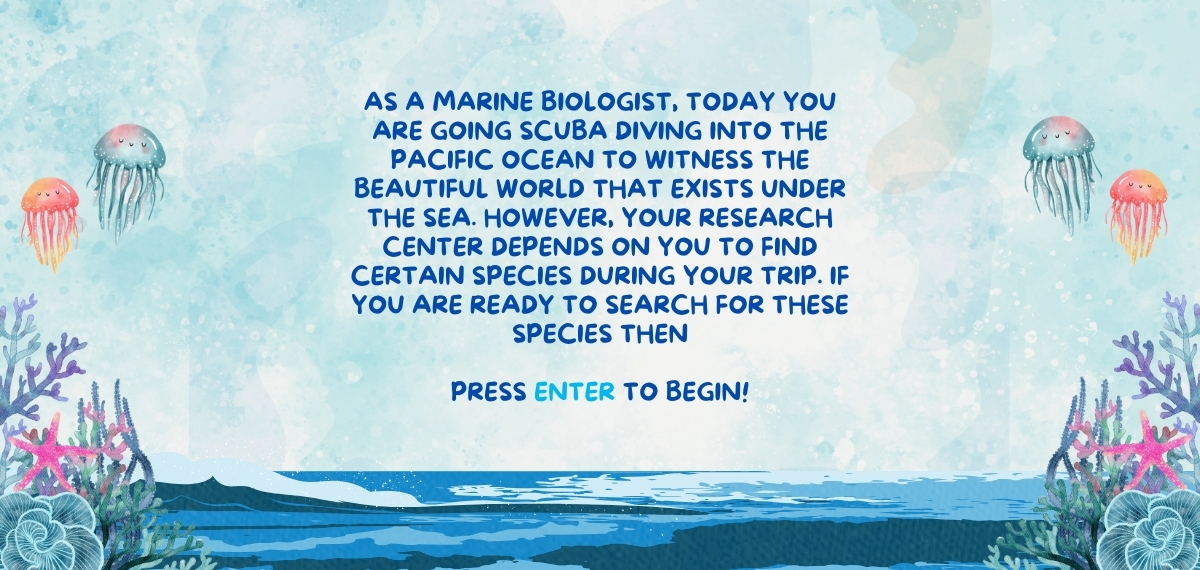 AS A MARINE BIOLOGIST, TODAY YOU
ARE GOING SCUBA DIVING INTO THE
PACIFIC OCEAN TO WITNESS THE
BEAUTIFUL WORLD THAT EXISTS UNDER
THE SEA. HOWEVER, YOUR RESEARCH
CENTER DEPENDS ON YOU TO FIND
CERTAIN SPECIES DURING YOUR TRIP. IF
YOU ARE READY TO SEARCH FOR THESE
SPECIES THEN
PRESS ENTER TO BEGIN!